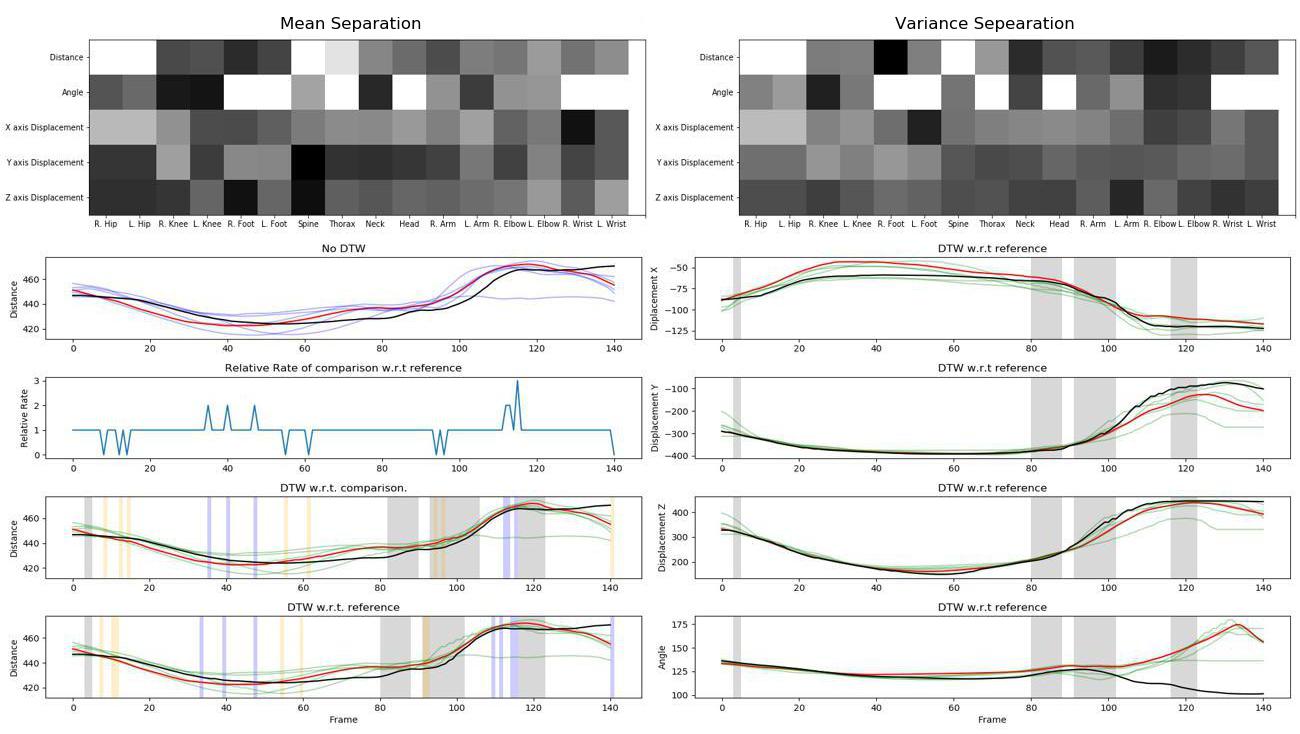 Mean Separation
Variance Sepearation
Distance
Angle
X axis Displacement
Y axis Displacement
Z axis Displacement
R. Hip L. Hip R. Knee L. Knee R. Foot L. Foot Spine Thorax Neck Head R. Arm L. Arm R. Elbow L. Elbow R. Wrist L. Wrist
Distance
Angle
X axis Displacement
Y axis Displacement
Z axis Displacement
R. Hip L. Hip R. Knee L. Knee R. Foot L. Foot Spine Thorax Neck Head R. Arm L. Arm R. Elbow L. Elbow R. Wrist L. Wrist
No DTW
Distance
460
440
420
0 20 40 60 80 100 120 140
Relative Rate of comparison w.r.t reference
Relative Rate
3
2
1
0
0 20 40 60 80 100 120 140
DTW w.r.t. comparison.
Distance
460
440
420
0 20 40 60 80 100 120 140
DTW w.r.t. reference
Distance
460
440
420
0 20 40 60 80 100 120 140
Frame
DTW w.r.t reference
Diplacement X
−50
−75
−100
−125
0 20 40 60 80 100 120 140
DTW w.r.t reference
Displacement Y
−100
−200
−300
−400
0 20 40 60 80 100 120 140
DTW w.r.t reference
Displacement Z
400
300
200
0 20 40 60 80 100 120 140
DTW w.r.t reference
Angle
175
150
125
100
0 20 40 60 80 100 120 140
Frame